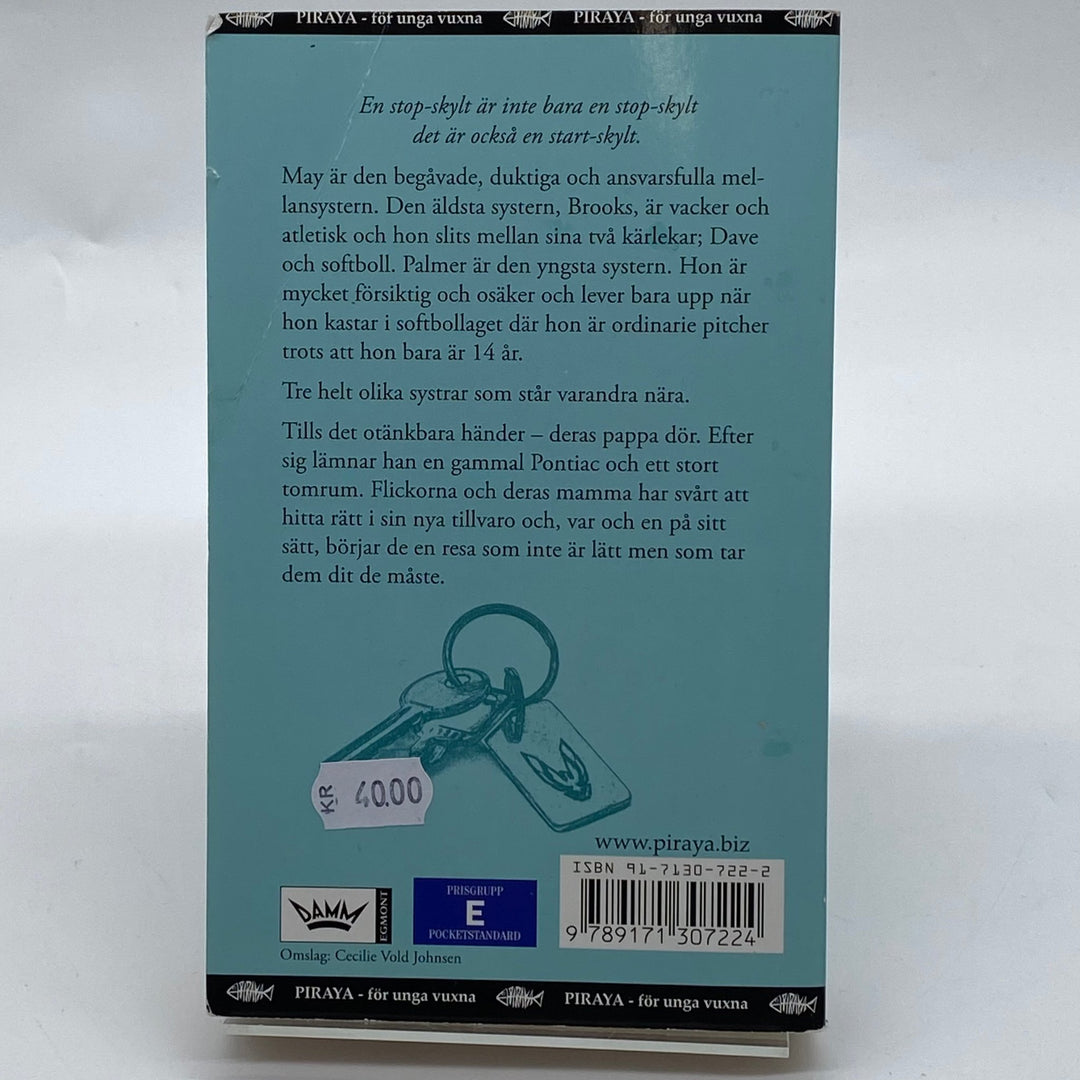 PIRAYA - för unga vuxna PIRAYA - för unga vuxna
En stop-skylt är inte bara en stop-skylt
det är också en start-skylt.
May är den begåvade, duktiga och ansvarsfulla mel-
lansystern. Den äldsta systern, Brooks, är vacker och
atletisk och hon slits mellan sina två kärlekar; Dave
och softboll. Palmer är den yngsta systern. Hon är
mycket försiktig och osäker och lever bara upp när
hon kastar i softbollaget där hon är ordinarie pitcher
trots att hon bara är 14 år.
Tre helt olika systrar som står varandra nära.
Tills det otänkbara händer – deras pappa dör. Efter
sig lämnar han en gammal Pontiac och ett stort
tomrum. Flickorna och deras mamma har svårt att
hitta rätt i sin nya tillvaro och, var och en på sitt
sätt, börjar de en resa som inte är lätt men som tar
dem dit de måste.
KR 40.00
www.piraya.biz
ISBN 91-7130-722-2
9 789171 307224
DAMM
EGMONT
PRISGRUPP
E
POCKETSTANDARD
Omslag: Cecilie Vold Johnsen
PIRAYA PIRAYA - för unga vuxna PIRAYA PIRAYA - för unga vuxna PIRAYA